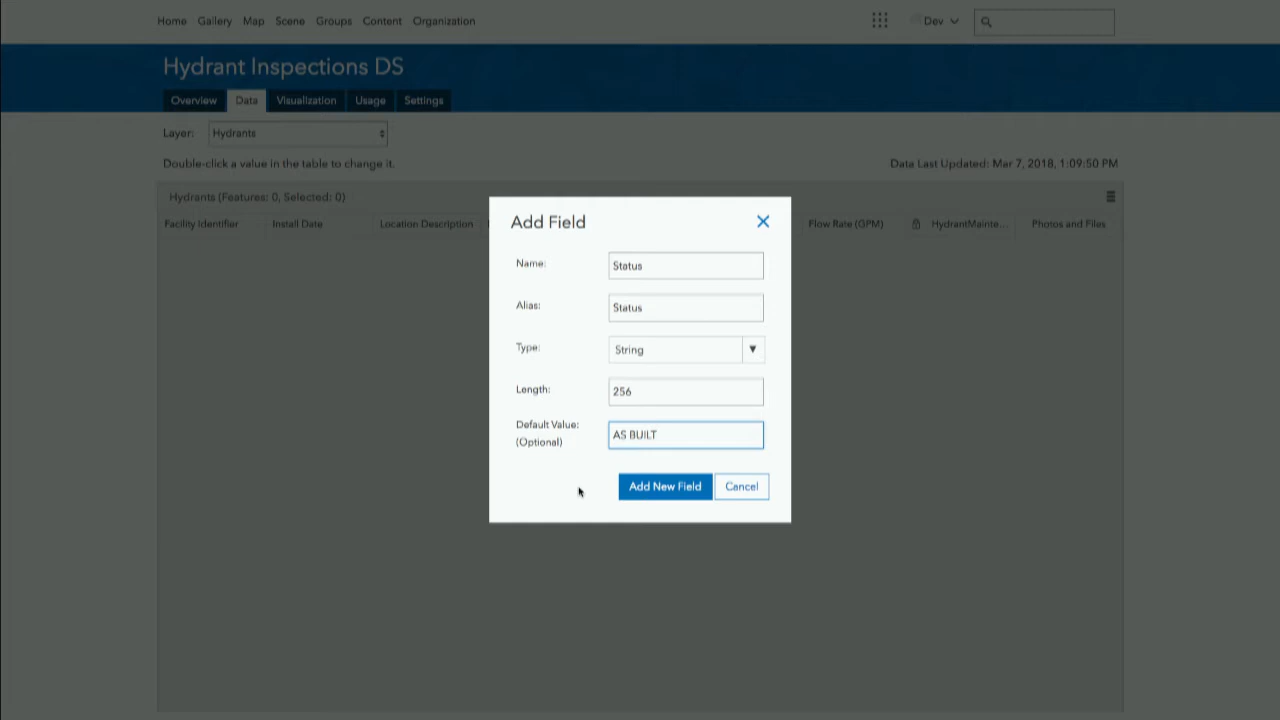 Home Gallery Map Scene Groups Content Organization Dev
Hydrant Inspections DS
Overview Data Visualization Usage Settings
Layer: Hydrants
Double-click a value in the table to change it. Data Last Updated: Mar 7, 2018, 1:09:50 PM
Hydrants (Features: 0, Selected: 0)
Facility Identifier Install Date Location Description Flow Rate (GPM) HydrantMainte... Photos and Files
Add Field
Name: Status
Alias: Status
Type: String
Length: 256
Default Value: AS BUILT
(Optional)
Add New Field Cancel